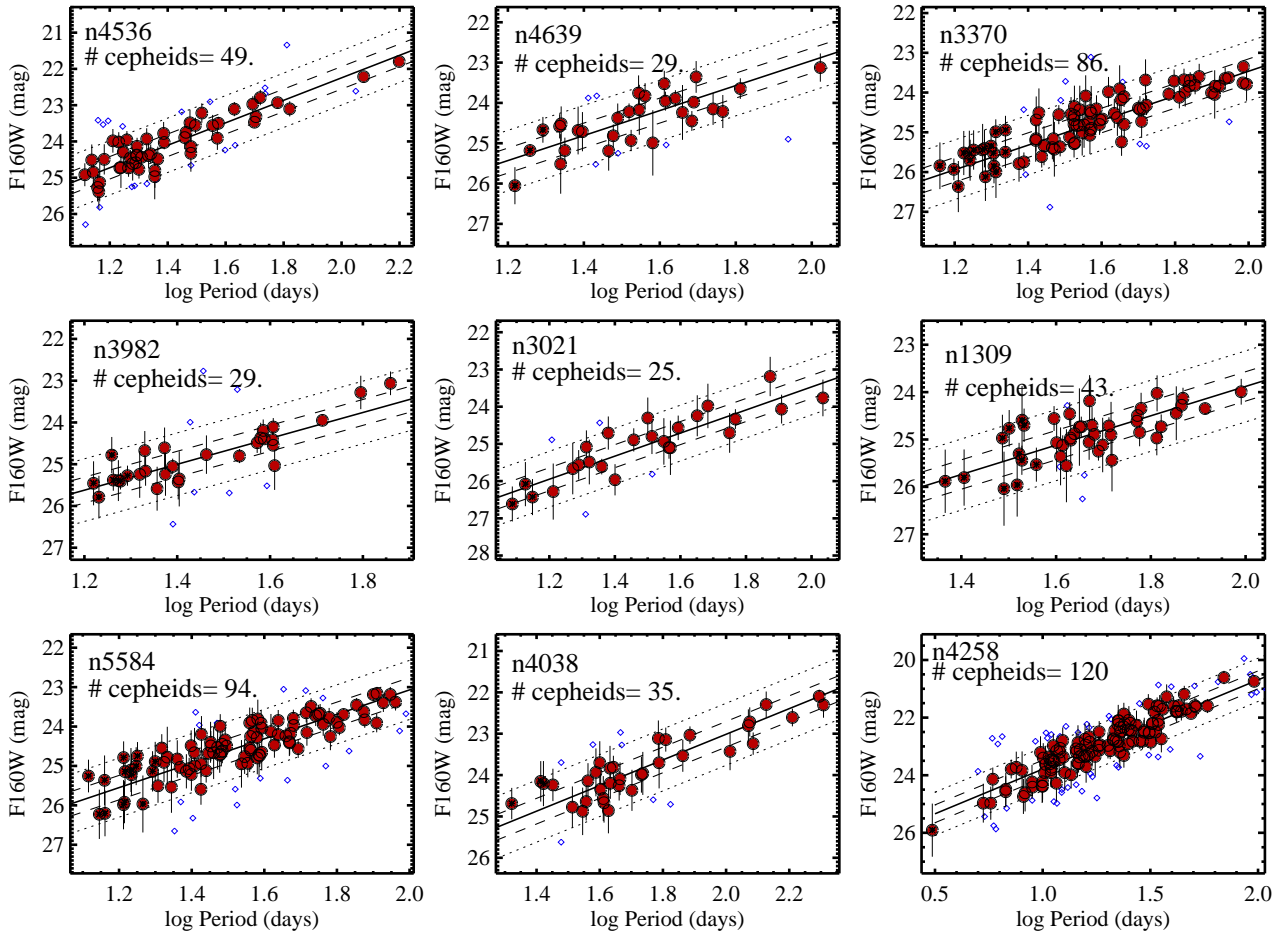 n4536
# cepheids= 49.
21
22
23
24
25
26
F160W (mag)
1.2 1.4 1.6 1.8 2.0 2.2
log Period (days)
n4639
# cepheids= 29.
22
23
24
25
26
27
F160W (mag)
1.2 1.4 1.6 1.8 2.0
log Period (days)
n3370
# cepheids= 86.
22
23
24
25
26
27
F160W (mag)
1.2 1.4 1.6 1.8 2.0
log Period (days)
n3982
# cepheids= 29.
22
23
24
25
26
27
F160W (mag)
1.2 1.4 1.6 1.8
log Period (days)
n3021
# cepheids= 25.
22
23
24
25
26
27
28
F160W (mag)
1.2 1.4 1.6 1.8 2.0
log Period (days)
n1309
# cepheids= 43.
23
24
25
26
27
F160W (mag)
1.4 1.6 1.8 2.0
log Period (days)
n5584
# cepheids= 94.
22
23
24
25
26
27
F160W (mag)
1.2 1.4 1.6 1.8 2.0
log Period (days)
n4038
# cepheids= 35.
21
22
23
24
25
26
F160W (mag)
1.4 1.6 1.8 2.0 2.2
log Period (days)
n4258
# cepheids= 120
20
22
24
26
F160W (mag)
0.5 1.0 1.5 2.0
log Period (days)